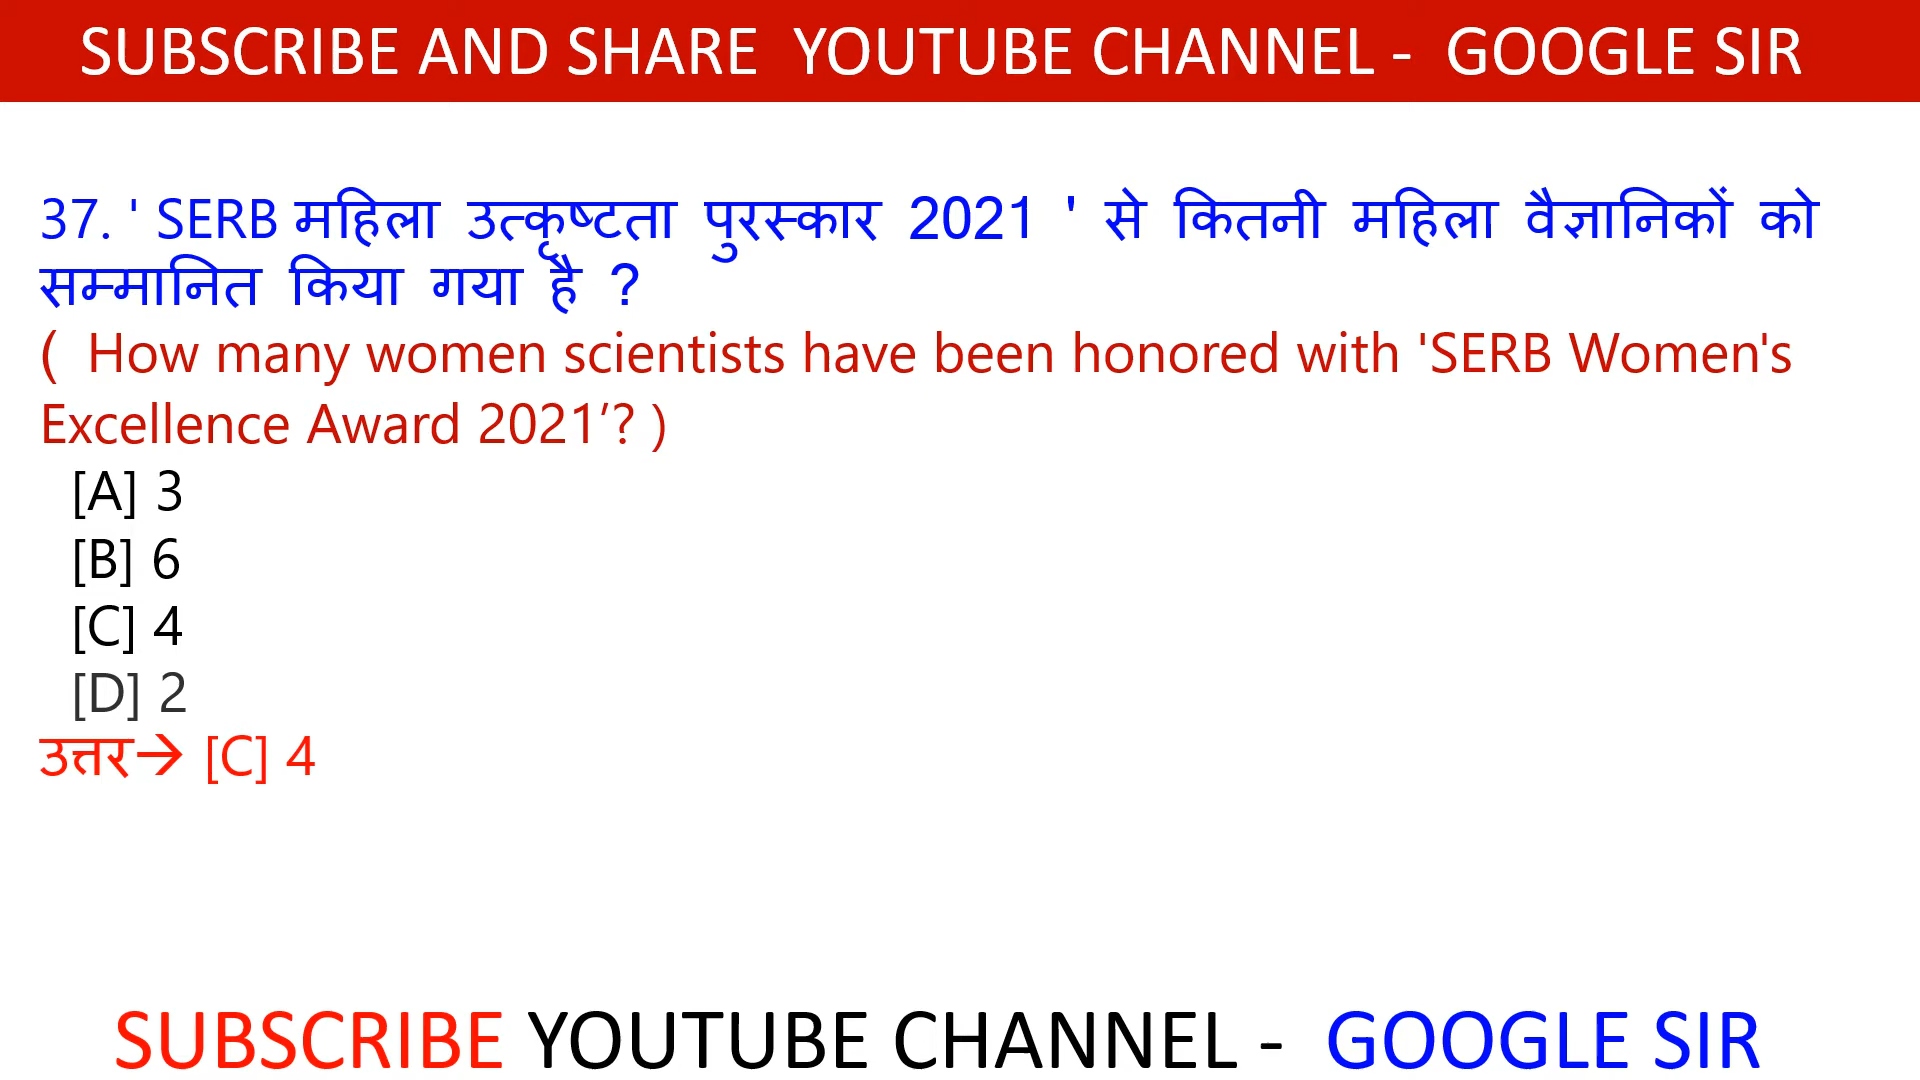 SUBSCRIBE AND SHARE YOUTUBE CHANNEL - GOOGLE SIR
37. ' SERB महिला उत्कृष्टता पुरस्कार 2021 ' से कितनी महिला वैज्ञानिकों को
सम्मानित किया गया है ?
( How many women scientists have been honored with 'SERB Women's
Excellence Award 2021’? )
[A] 3
[B] 6
[C] 4
[D] 2
उत्तर→ [C] 4
SUBSCRIBE YOUTUBE CHANNEL - GOOGLE SIR